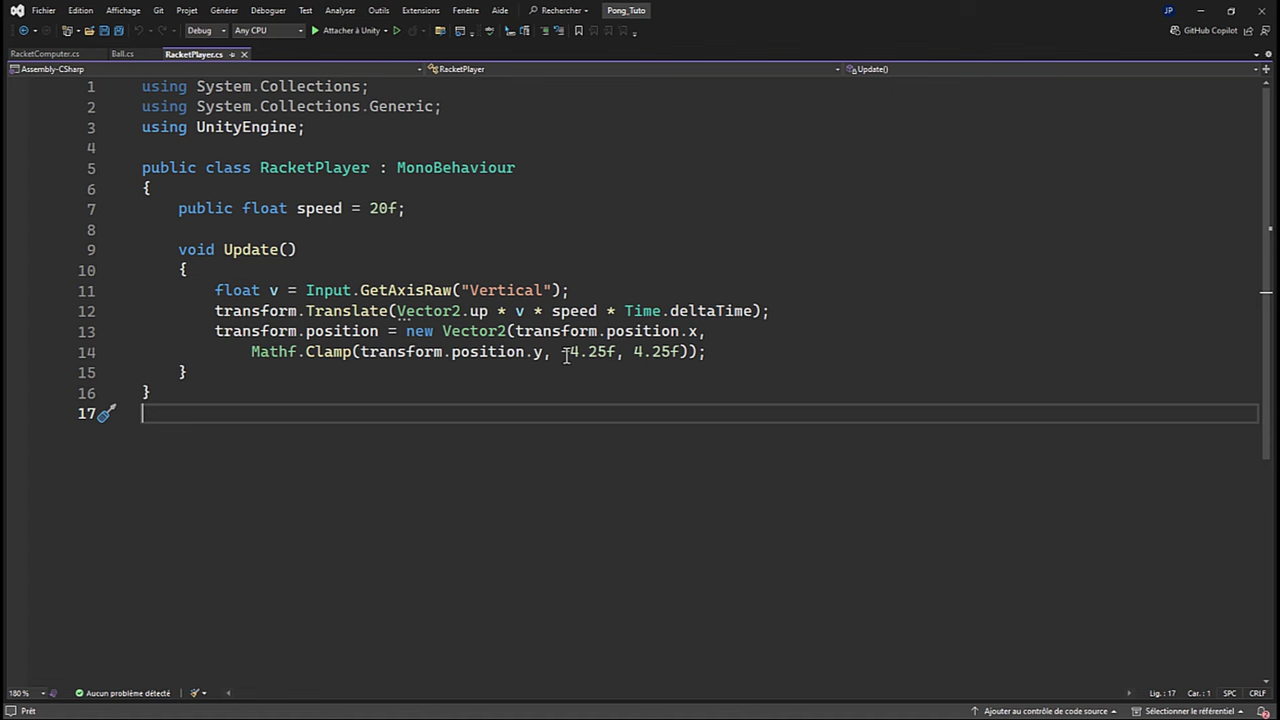 Fichier Edition Affichage Git Projet Générer Déboguer Test Analyser Outils Extensions Fenêtre Aide Rechercher Pong_Tuto JP
Debug Any CPU Attacher à Unity GitHub Copilot
RacketComputer.cs Ball.cs RacketPlayer.cs
Assembly-CSharp RacketPlayer Update()
1 using System.Collections;
2 using System.Collections.Generic;
3 using UnityEngine;
4
5 public class RacketPlayer : MonoBehaviour
6 {
7 public float speed = 20f;
8
9 void Update()
10 {
11 float v = Input.GetAxisRaw("Vertical");
12 transform.Translate(Vector2.up * v * speed * Time.deltaTime);
13 transform.position = new Vector2(transform.position.x,
14 Mathf.Clamp(transform.position.y, -4.25f, 4.25f));
15 }
16 }
17
180 % Aucun problème détecté Lig. : 17 Car. : 1 SPC CRLF
Prêt Ajouter au contrôle de code source Sélectionner le référentiel